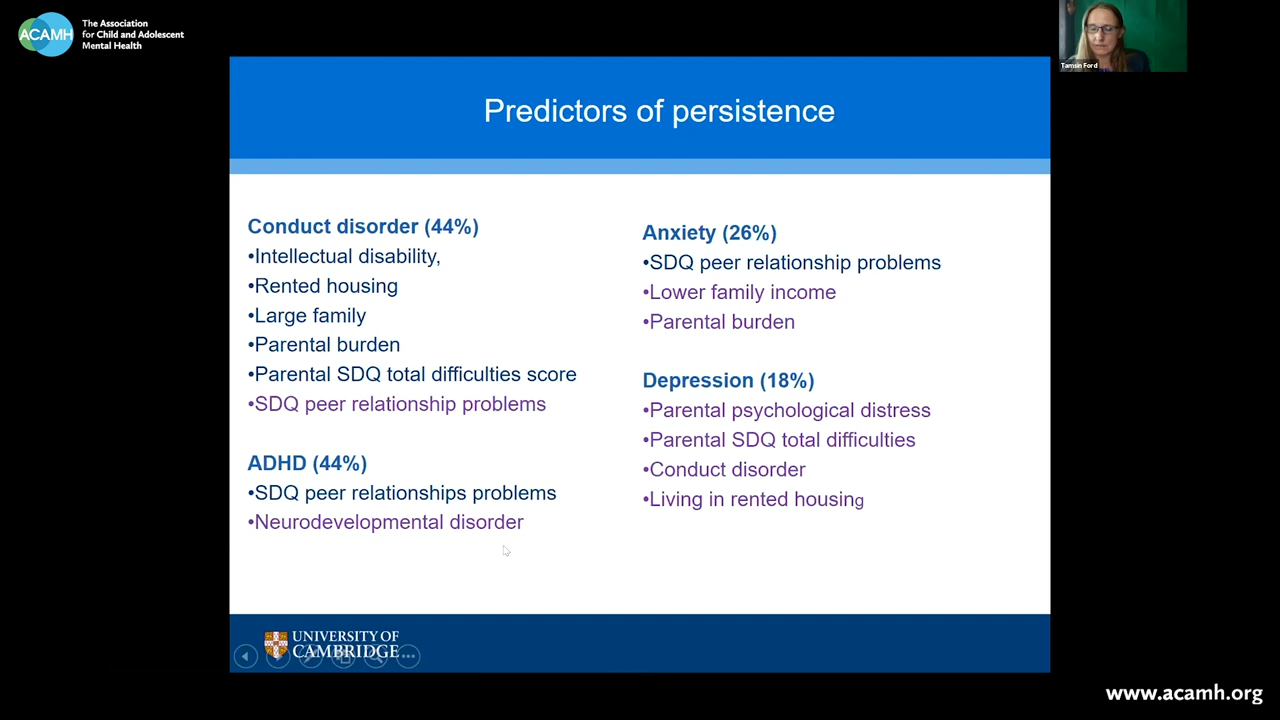 ACAMH
The Association
for Child and Adolescent
Mental Health
Tamsin Ford
Predictors of persistence
Conduct disorder (44%)
•Intellectual disability,
•Rented housing
•Large family
•Parental burden
•Parental SDQ total difficulties score
•SDQ peer relationship problems
ADHD (44%)
•SDQ peer relationships problems
•Neurodevelopmental disorder
Anxiety (26%)
•SDQ peer relationship problems
•Lower family income
•Parental burden
Depression (18%)
•Parental psychological distress
•Parental SDQ total difficulties
•Conduct disorder
•Living in rented housing
UNIVERSITY OF
CAMBRIDGE
www.acamh.org